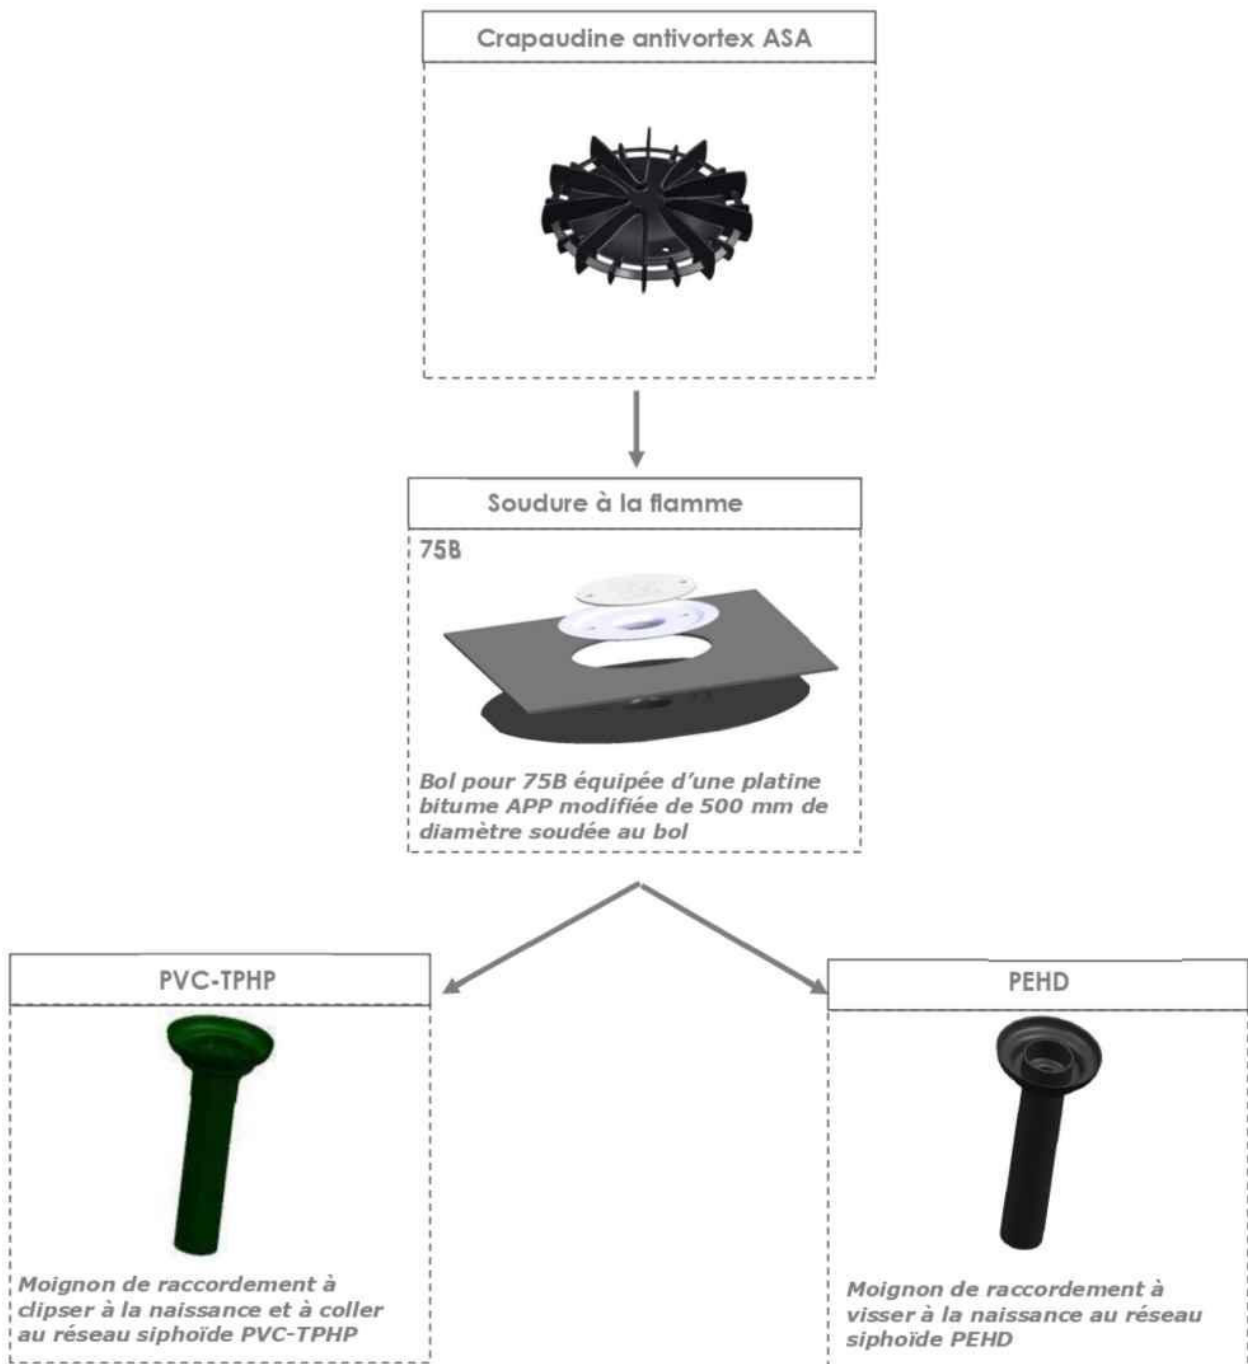 Crapaudine antivortex ASA
Soudure à la flamme
75B
Bol pour 75B équipée d’une platine
bitume APP modifiée de 500 mm de
diamètre soudée au bol
PVC-TPHP
Moignon de raccordement à
clipser à la naissance et à coller
au réseau siphoïde PVC-TPHP
PEHD
Moignon de raccordement à
visser à la naissance au réseau
siphoïde PEHD